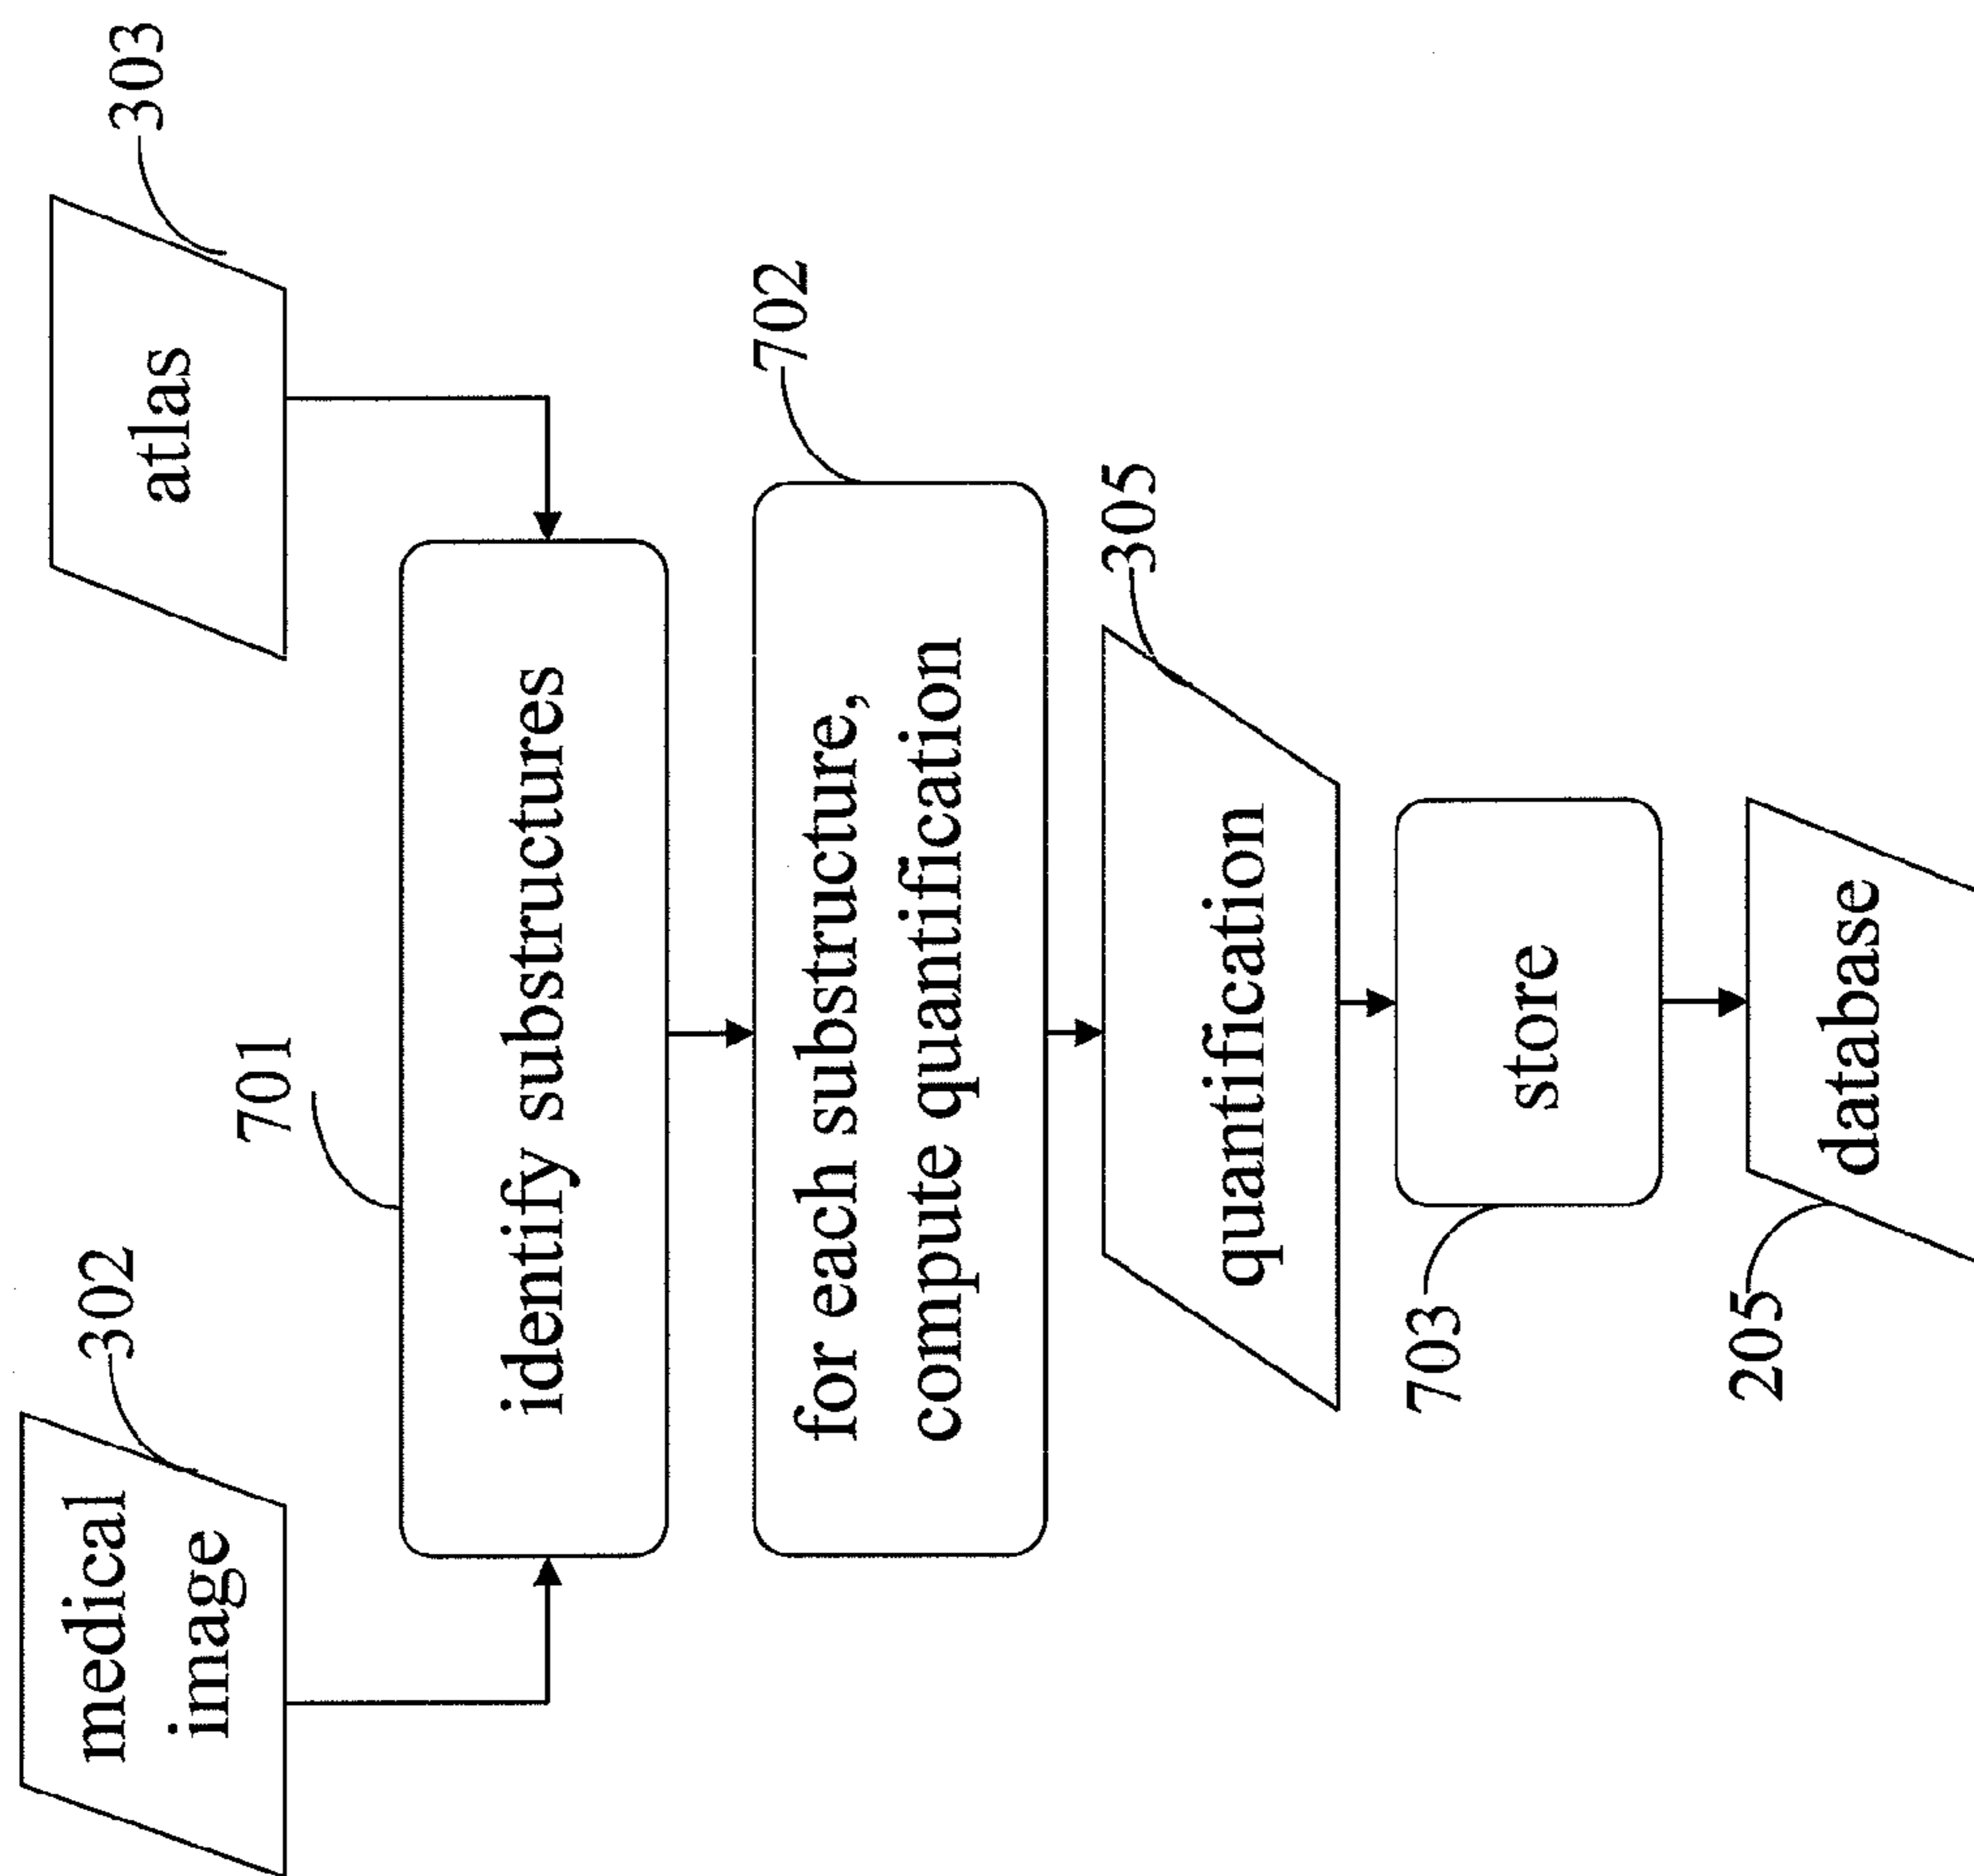 medical
image
302
atlas
303
701
identify substructures
702
for each substructure,
compute quantification
305
quantification
703
store
205
database